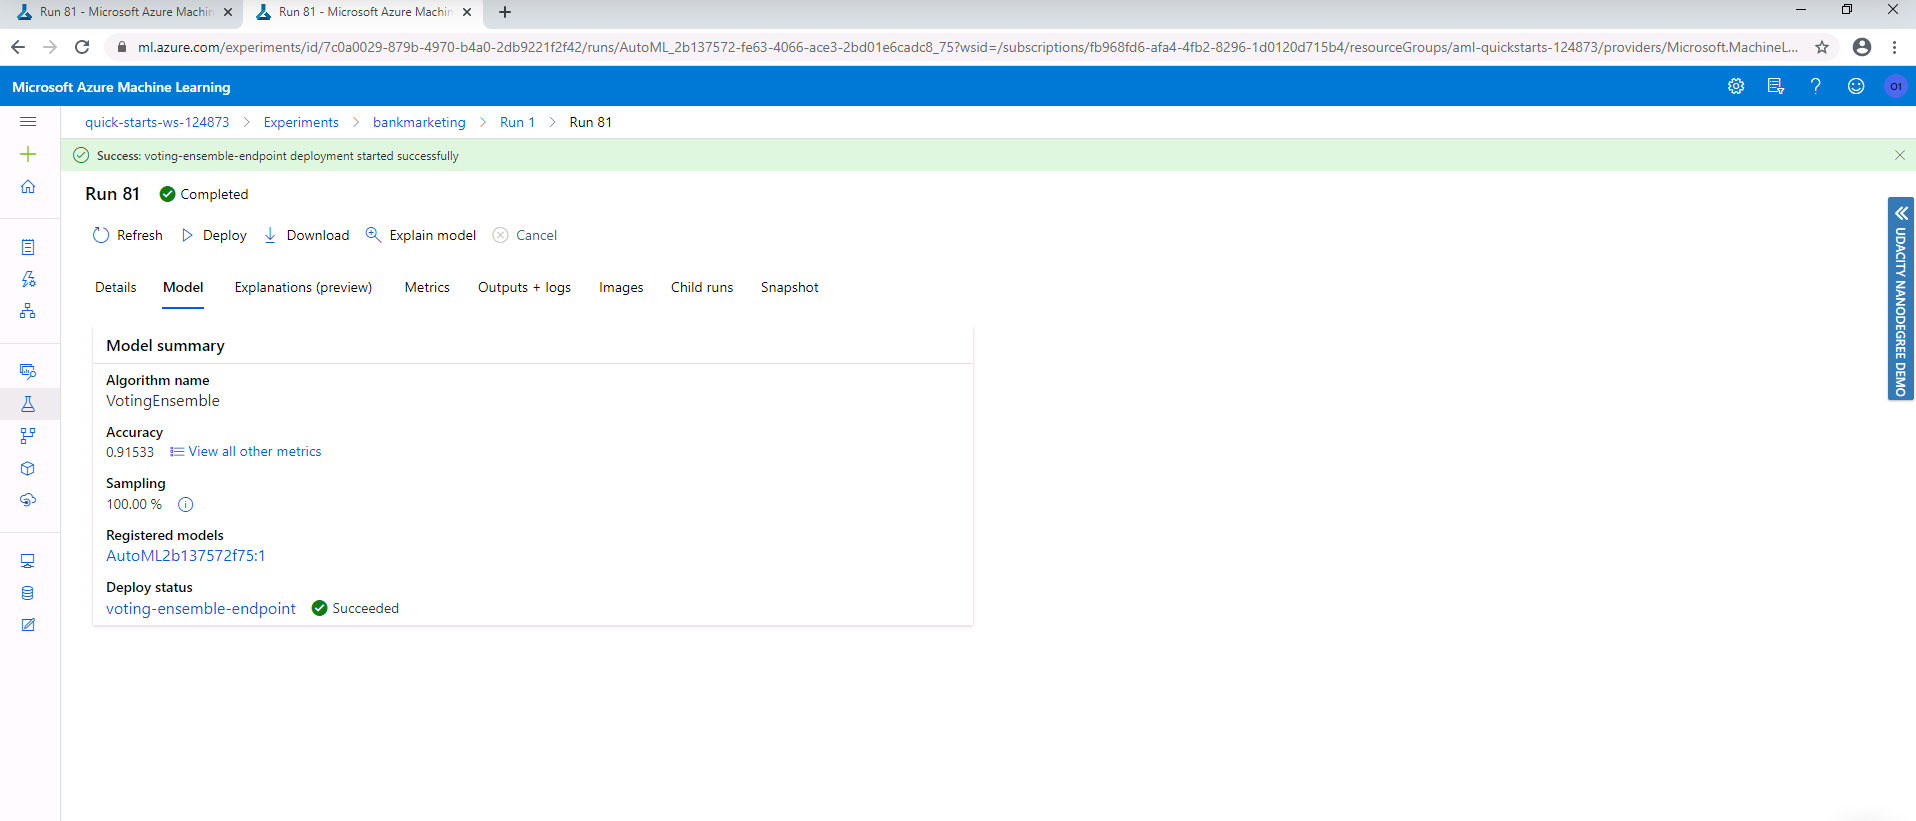 Run 81 - Microsoft Azure Machin
Run 81 - Microsoft Azure Machin
ml.azure.com/experiments/id/7c0a0029-879b-4970-b4a0-2db9221f2f42/runs/AutoML_2b137572-fe63-4066-ace3-2bd01e6cadc8_75?wsid=/subscriptions/fb968fd6-afa4-4fb2-8296-1d0120d715b4/resourceGroups/aml-quickstarts-124873/providers/Microsoft.MachineL...
Microsoft Azure Machine Learning
O1
quick-starts-ws-124873 > Experiments > bankmarketing > Run 1 > Run 81
Success: voting-ensemble-endpoint deployment started successfully
Run 81 Completed
Refresh Deploy Download Explain model Cancel
Details Model Explanations (preview) Metrics Outputs + logs Images Child runs Snapshot
UDACITY NANODEGREE DEMO
Model summary
Algorithm name
VotingEnsemble
Accuracy
0.91533 View all other metrics
Sampling
100.00 %
Registered models
AutoML2b137572f75:1
Deploy status
voting-ensemble-endpoint Succeeded